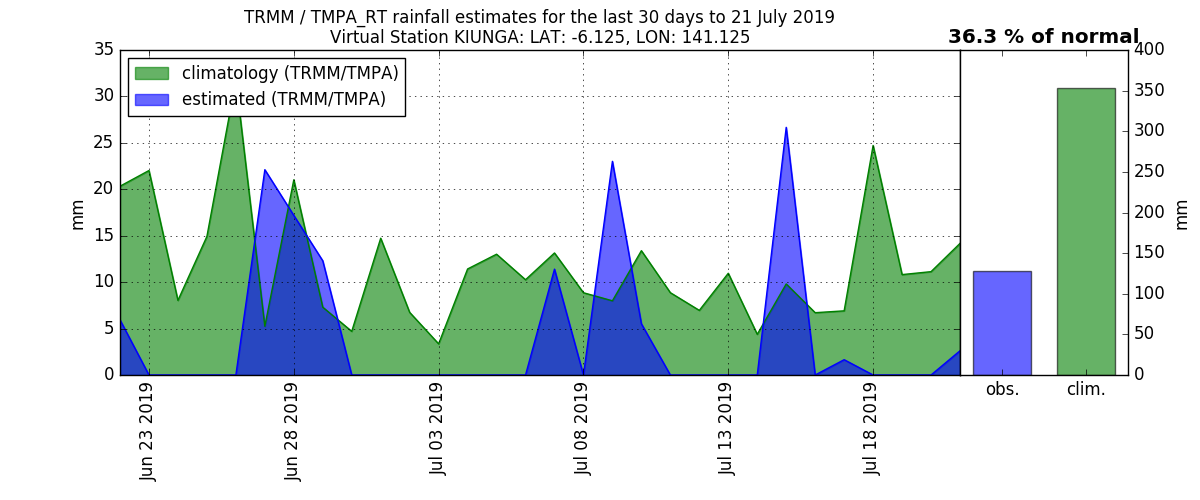 TRMM / TMPA_RT rainfall estimates for the last 30 days to 21 July 2019
Virtual Station KIUNGA: LAT: -6.125, LON: 141.125
36.3 % of normal
climatology (TRMM/TMPA)
estimated (TRMM/TMPA)
mm
35
30
25
20
15
10
5
0
Jun 23 2019
Jun 28 2019
Jul 03 2019
Jul 08 2019
Jul 13 2019
Jul 18 2019
obs.
clim.
400
350
300
250
200
150
100
50
0
mm